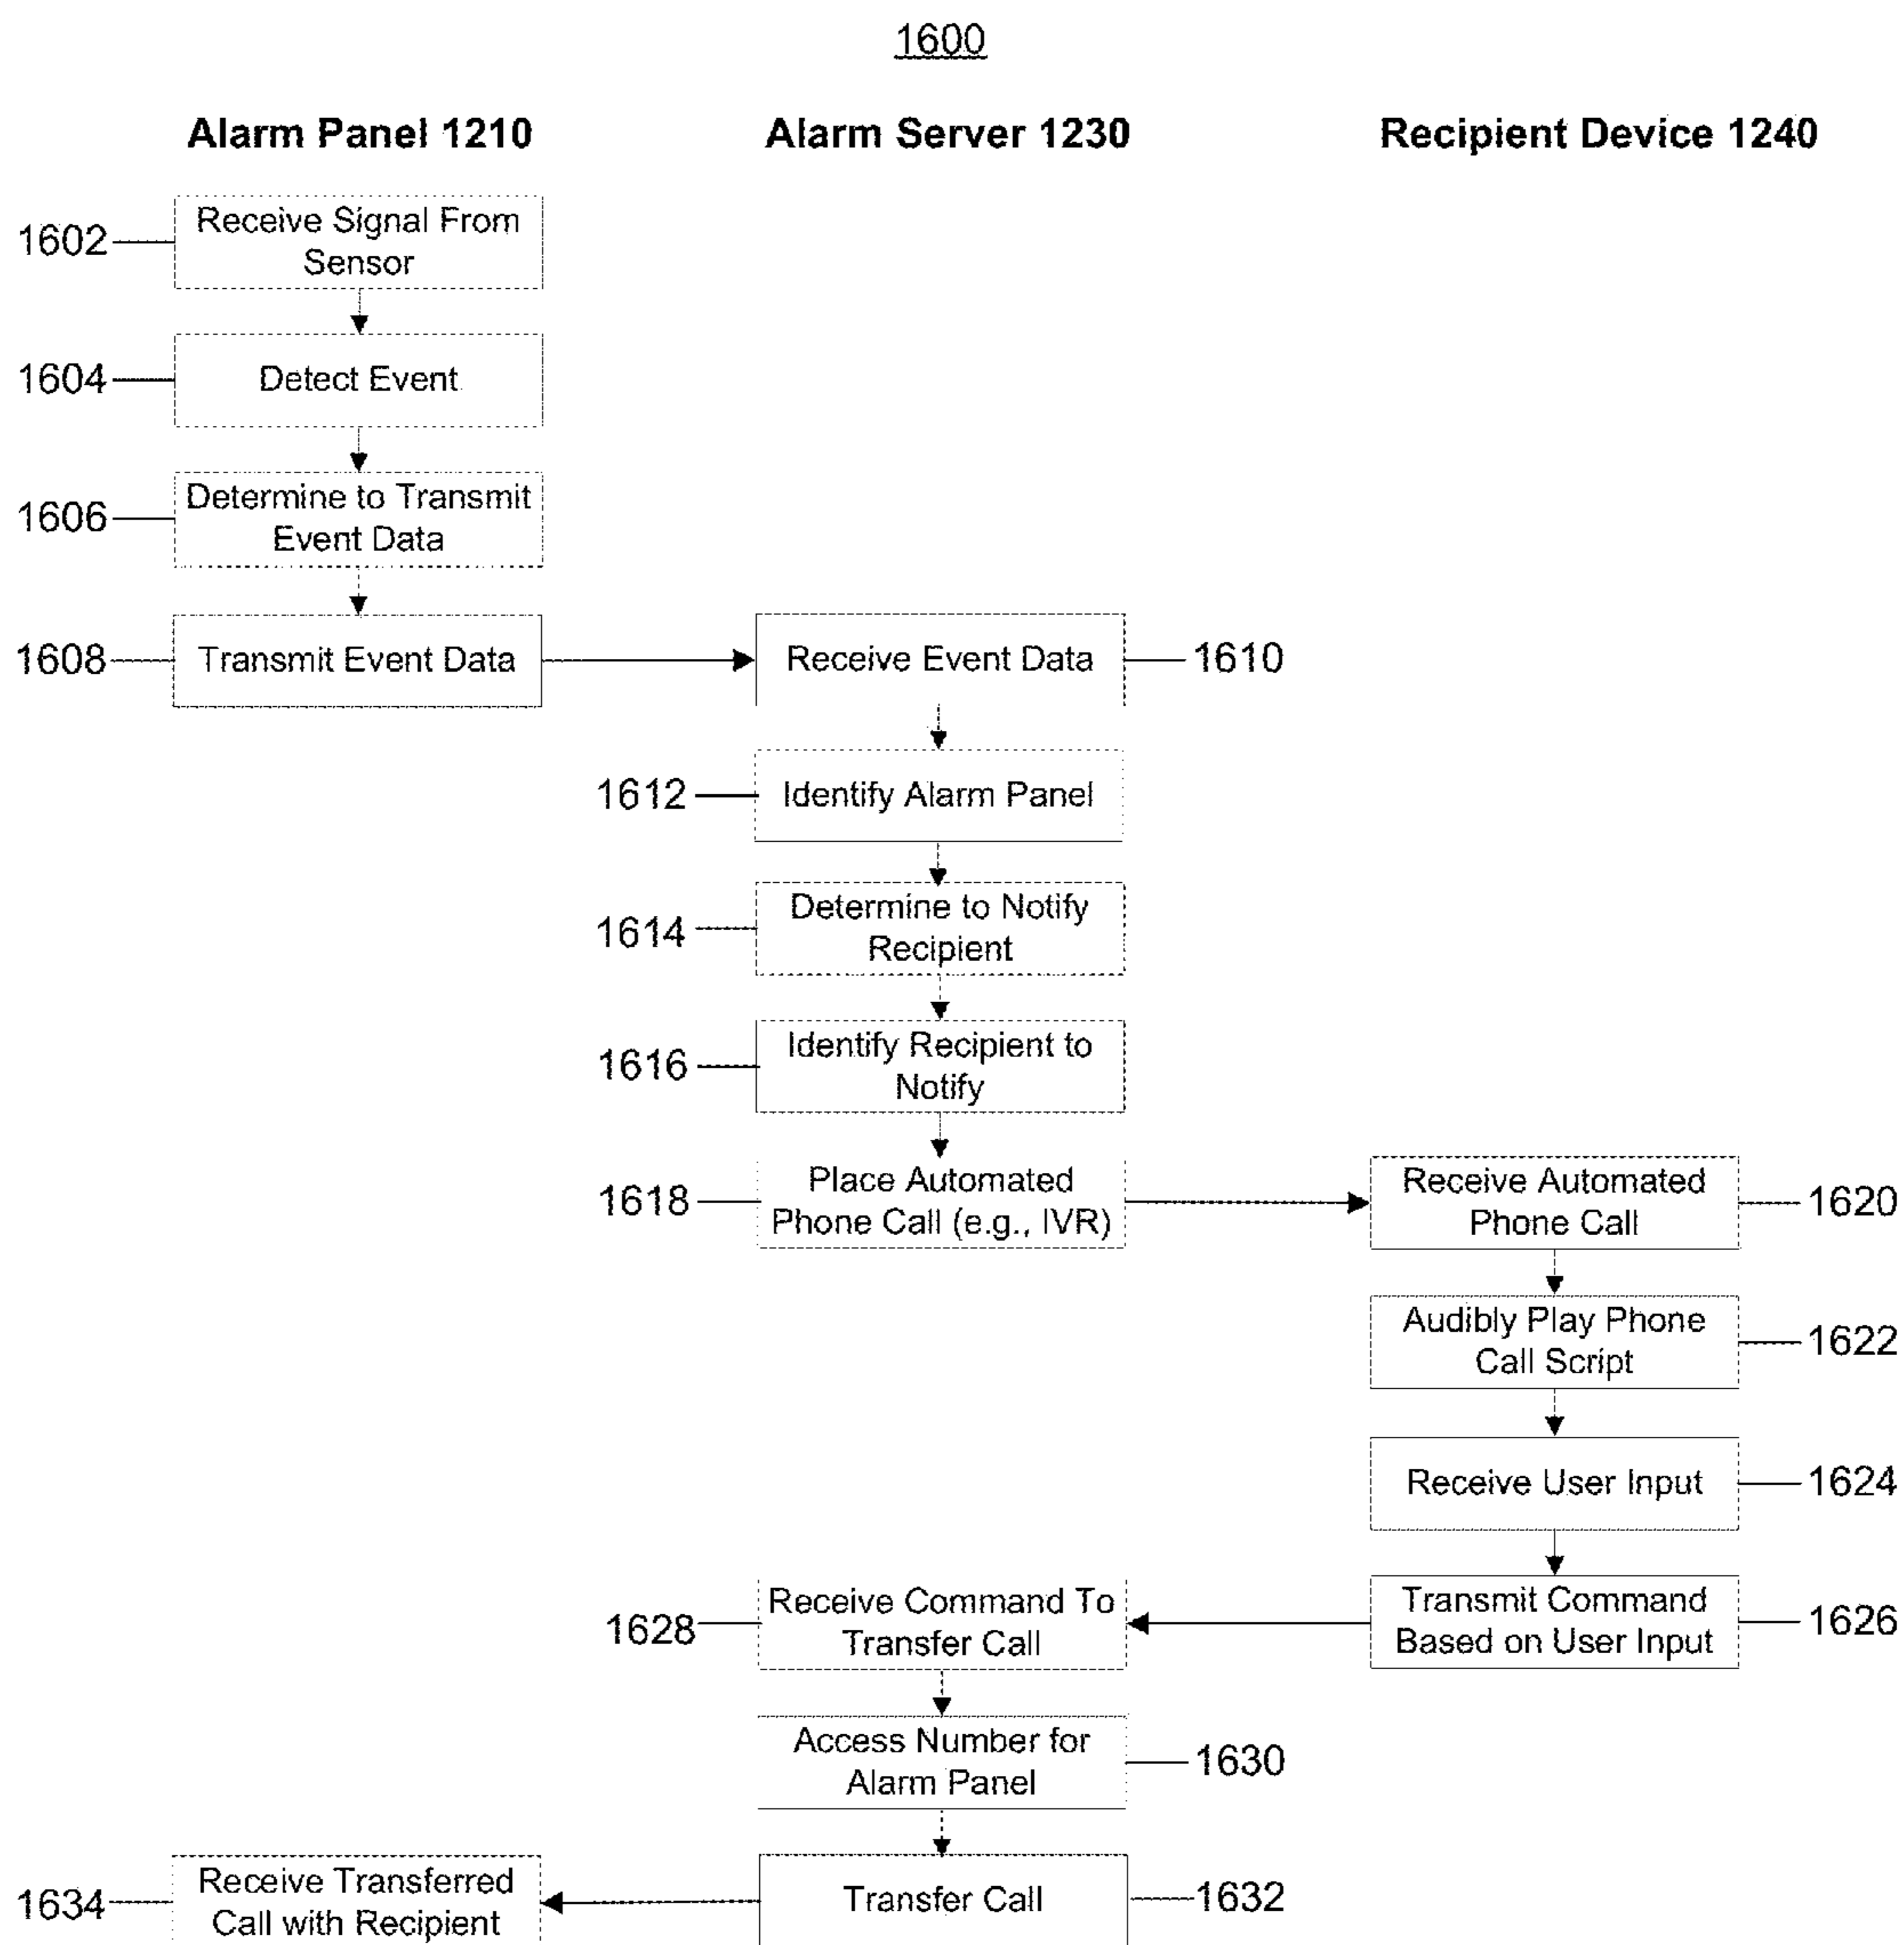 1600
Alarm Panel 1210
Alarm Server 1230
Recipient Device 1240
1602
Receive Signal From
Sensor
1604
Detect Event
1606
Determine to Transmit
Event Data
1608
Transmit Event Data
Receive Event Data
1610
1612
Identify Alarm Panel
1614
Determine to Notify
Recipient
1616
Identify Recipient to
Notify
1618
Place Automated
Phone Call (e.g., IVR)
Receive Automated
Phone Call
1620
Audibly Play Phone
Call Script
1622
Receive User Input
1624
Transmit Command
Based on User Input
1626
1628
Receive Command To
Transfer Call
Access Number for
Alarm Panel
1630
Transfer Call
1632
1634
Receive Transferred
Call with Recipient